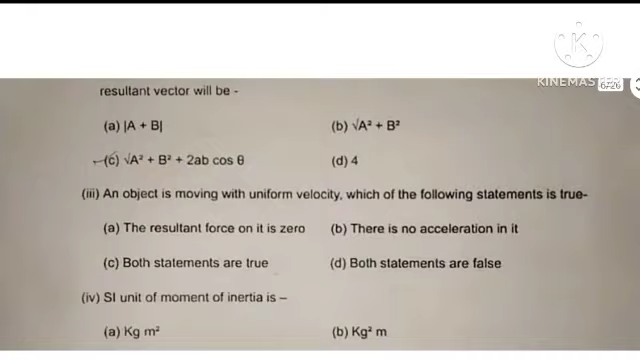 K
KINEMASTER
6/26
resultant vector will be -
(a) |A + B| (b) √A² + B²
(c) √A² + B² + 2ab cos θ (d) 4
(iii) An object is moving with uniform velocity, which of the following statements is true-
(a) The resultant force on it is zero (b) There is no acceleration in it
(c) Both statements are true (d) Both statements are false
(iv) SI unit of moment of inertia is –
(a) Kg m² (b) Kg² m